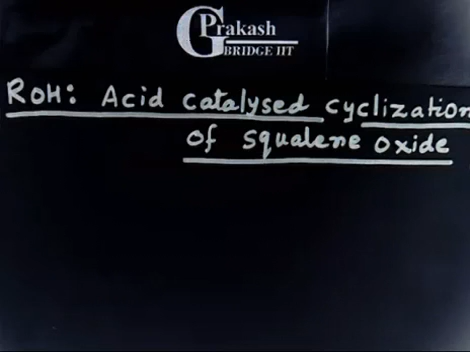 Prakash
BRIDGE IIT
ROH: Acid catalysed cyclization
of squalene oxide